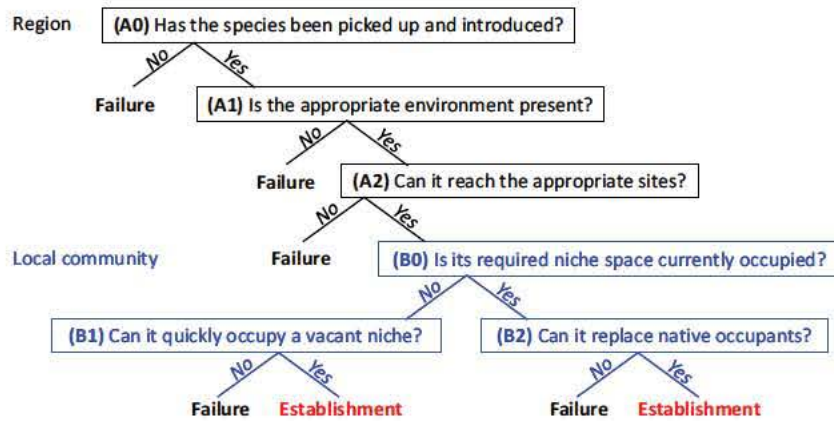 Region
(A0) Has the species been picked up and introduced?
No
Yes
Failure
(A1) Is the appropriate environment present?
No
Yes
Failure
(A2) Can it reach the appropriate sites?
No
Yes
Local community
Failure
(B0) Is its required niche space currently occupied?
No
Yes
(B1) Can it quickly occupy a vacant niche?
(B2) Can it replace native occupants?
No
Yes
No
Yes
Failure
Establishment
Failure
Establishment